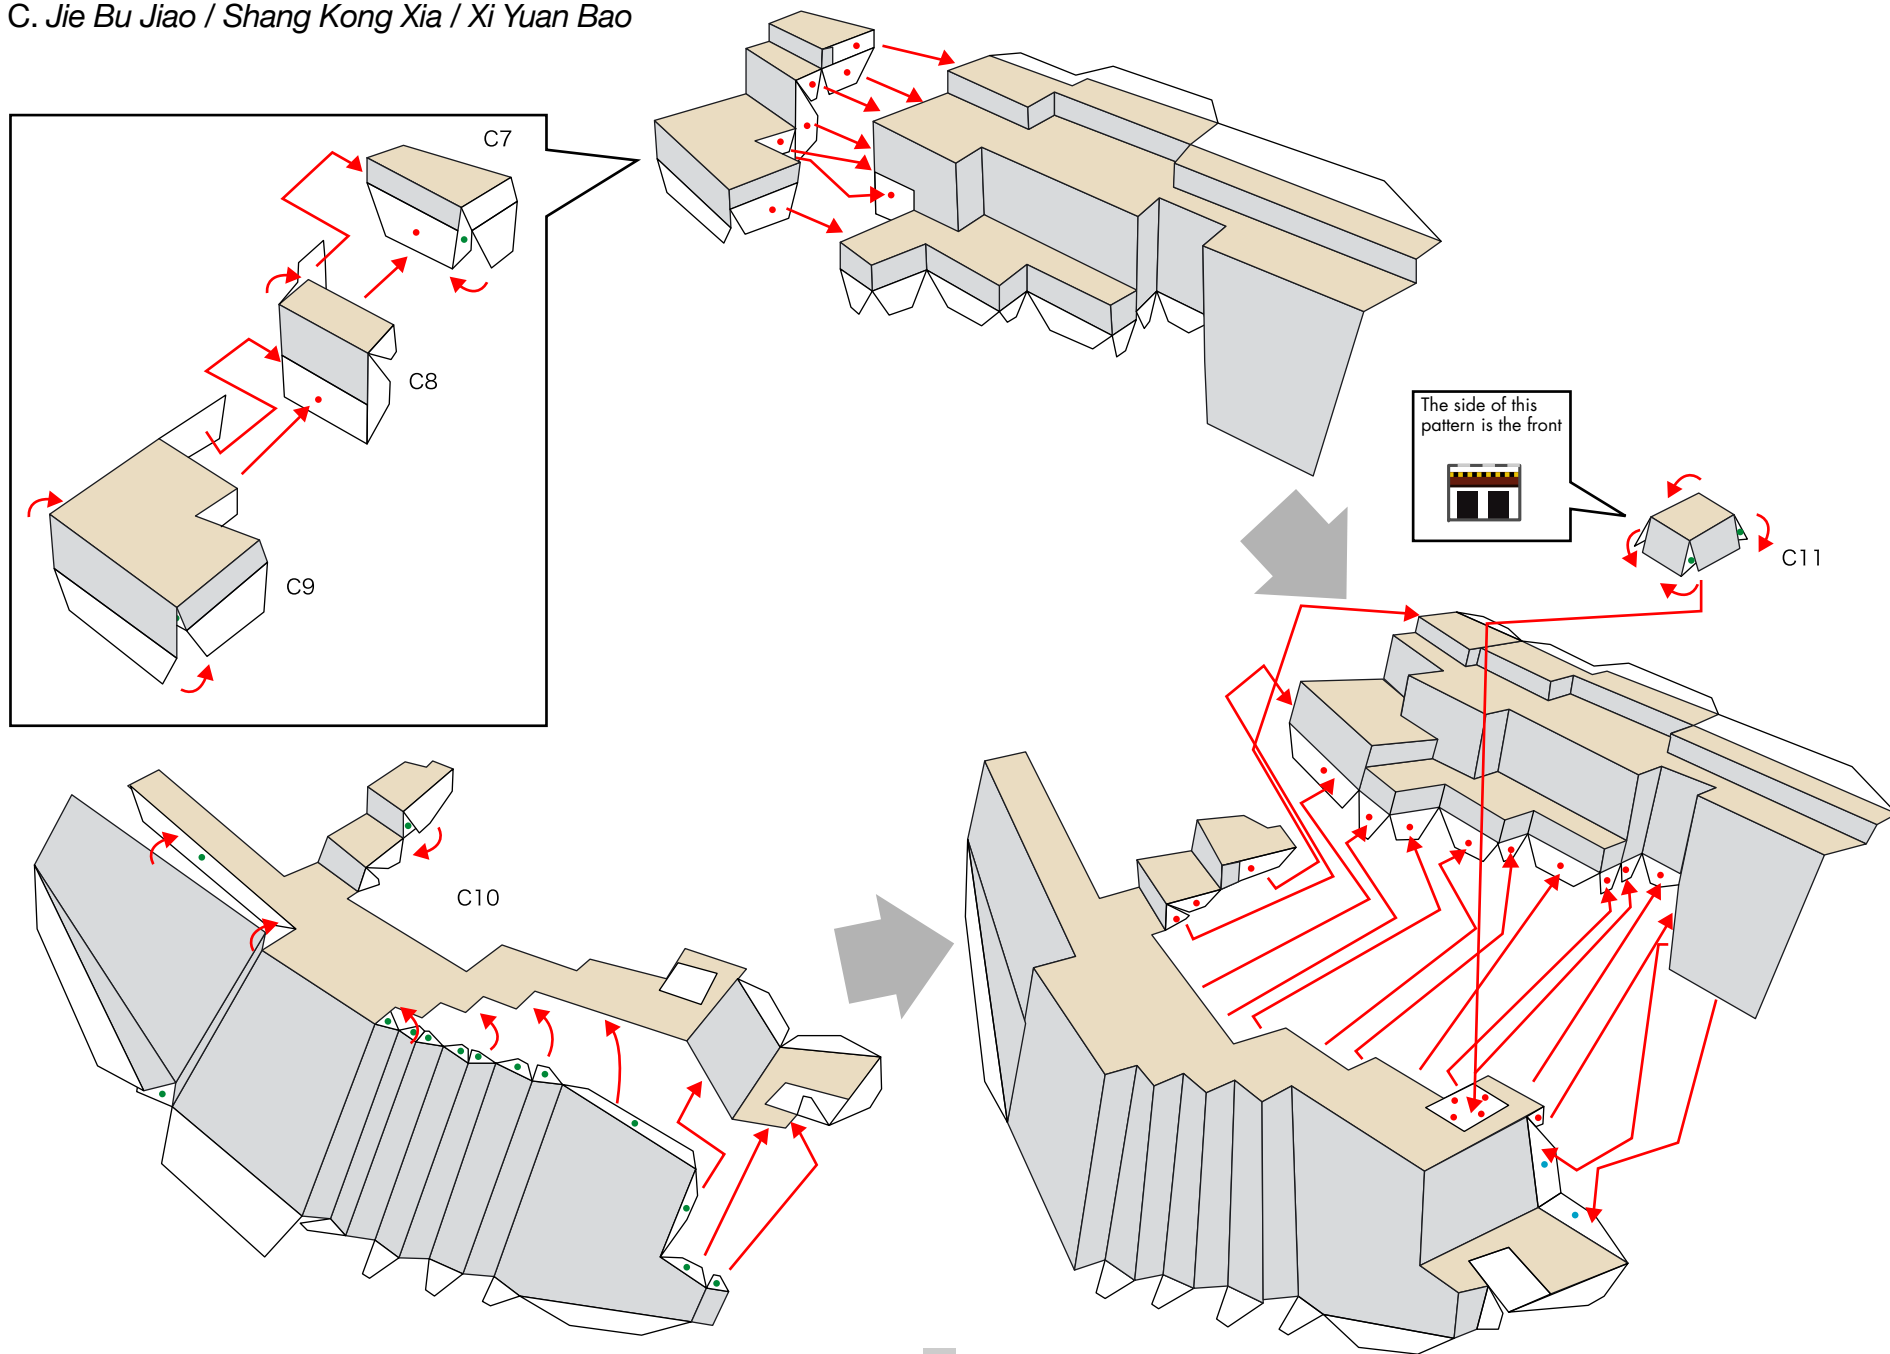 C. Jie Bu Jiao / Shang Kong Xia / Xi Yuan Bao
C7
C8
C9
The side of this
pattern is the front
C11
C10